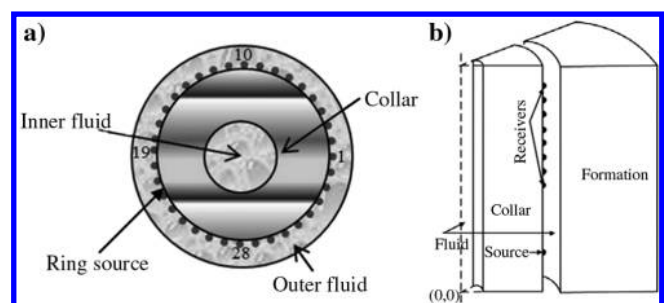 a)
10
Inner fluid
Collar
19
1
28
Ring source
Outer fluid
b)
Receivers
Formation
Collar
Fluid
Source
(0,0)